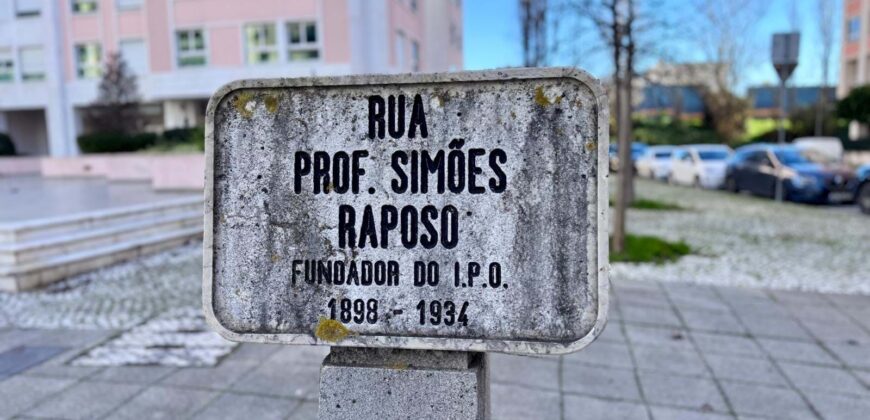 RUA
PROF. SIMÕES
RAPOSO
FUNDADOR DO I.P.O.
1898 - 1934